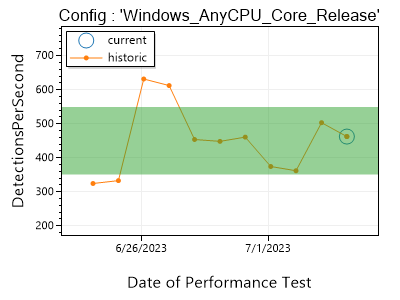 Config : 'Windows_AnyCPU_Core_Release'
current
historic
DetectionsPerSecond
700
600
500
400
300
200
6/26/2023
7/1/2023
Date of Performance Test